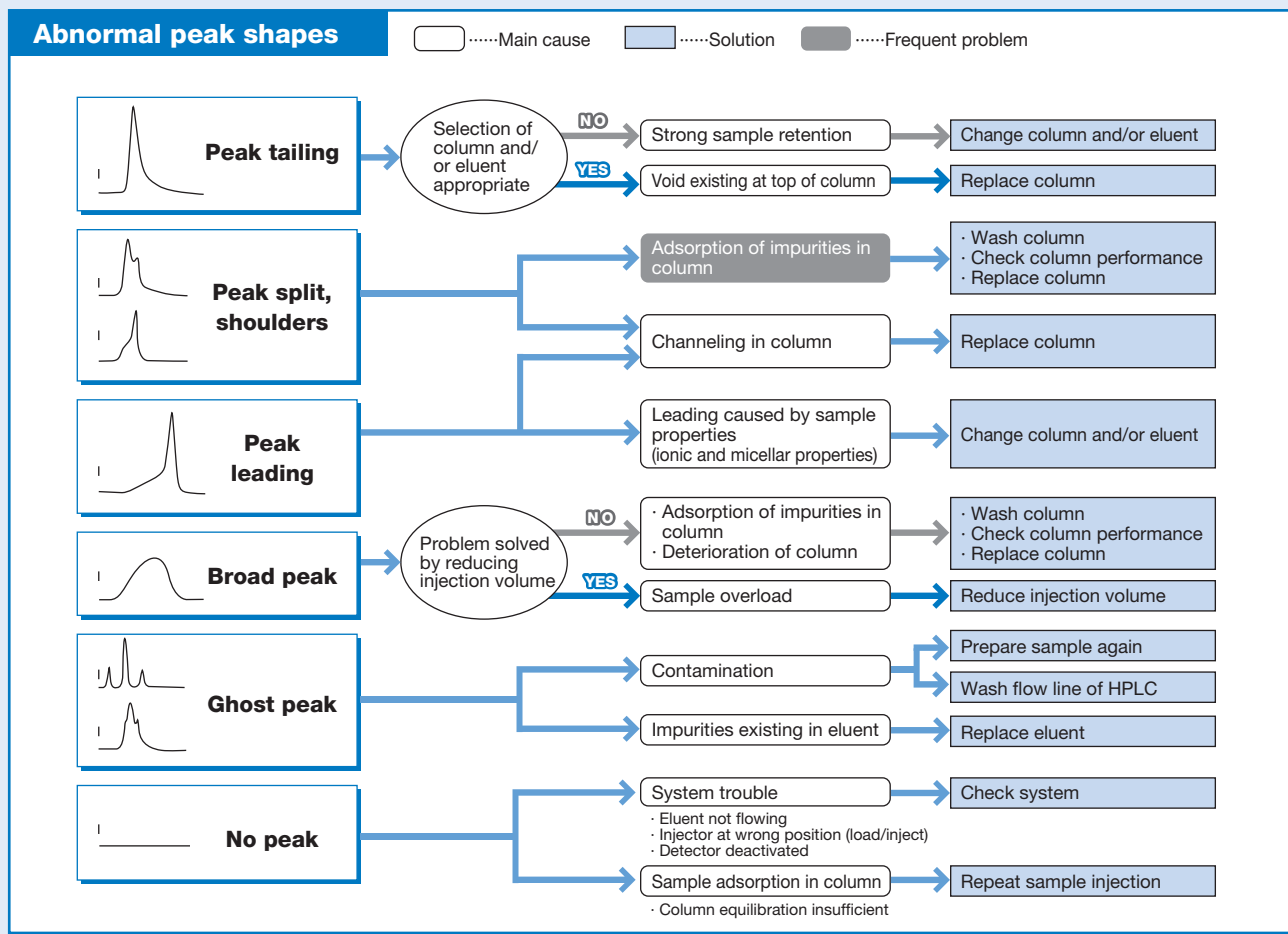 Abnormal peak shapes
······Main cause
······Solution
······Frequent problem
Peak tailing
Selection of
column and/
or eluent
appropriate
NO
Strong sample retention
Change column and/or eluent
YES
Void existing at top of column
Replace column
Peak split,
shoulders
Adsorption of impurities in
column
· Wash column
· Check column performance
· Replace column
Channeling in column
Replace column
Peak
leading
Leading caused by sample
properties
(ionic and micellar properties)
Change column and/or eluent
Broad peak
Problem solved
by reducing
injection volume
NO
· Adsorption of impurities in
column
· Deterioration of column
· Wash column
· Check column performance
· Replace column
YES
Sample overload
Reduce injection volume
Ghost peak
Contamination
Prepare sample again
Wash flow line of HPLC
Impurities existing in eluent
Replace eluent
No peak
System trouble
· Eluent not flowing
· Injector at wrong position (load/inject)
· Detector deactivated
Check system
Sample adsorption in column
· Column equilibration insufficient
Repeat sample injection